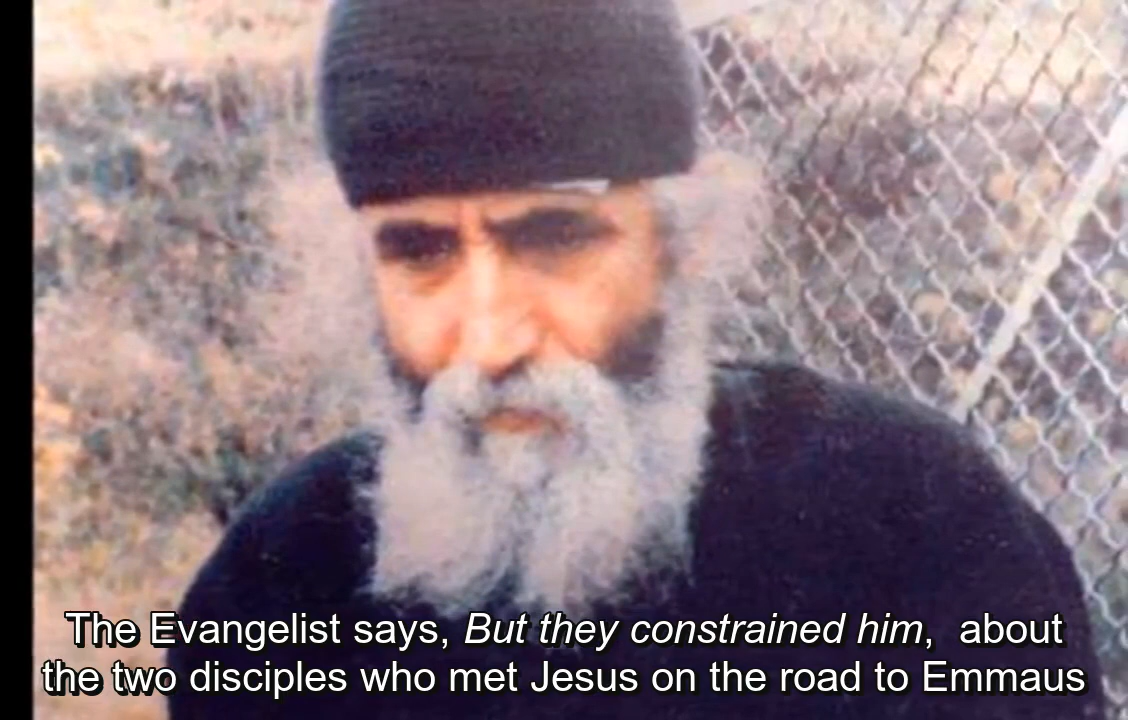 The Evangelist says, But they constrained him, about
the two disciples who met Jesus on the road to Emmaus